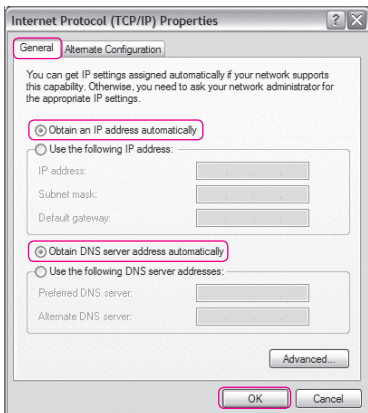 Internet Protocol (TCP/IP) Properties
General
Alternate Configuration
You can get IP settings assigned automatically if your network supports
this capability. Otherwise, you need to ask your network administrator for
the appropriate IP settings.
Obtain an IP address automatically
Use the following IP address:
IP address:
Subnet mask:
Default gateway:
Obtain DNS server address automatically
Use the following DNS server addresses:
Preferred DNS server:
Alternate DNS server:
Advanced...
OK
Cancel